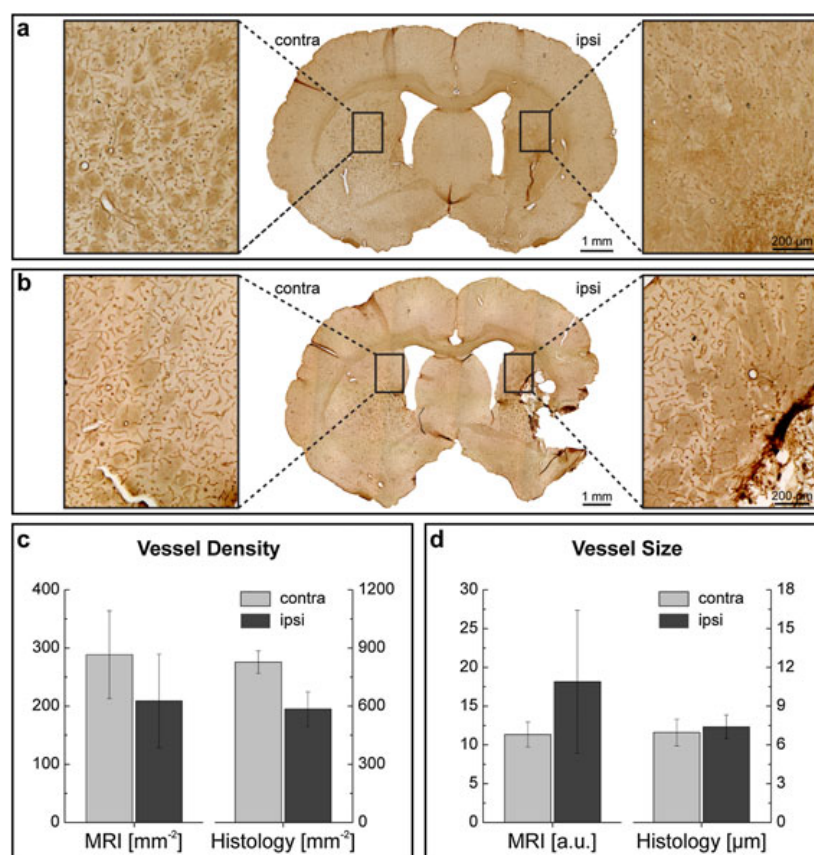 a
contra
ipsi
1 mm
200 µm
b
contra
ipsi
1 mm
200 µm
c
Vessel Density
400
300
200
100
0
contra
ipsi
1200
900
600
300
0
MRI [mm⁻²]
Histology [mm⁻²]
d
Vessel Size
30
25
20
15
10
5
0
contra
ipsi
18
15
12
9
6
3
0
MRI [a.u.]
Histology [µm]